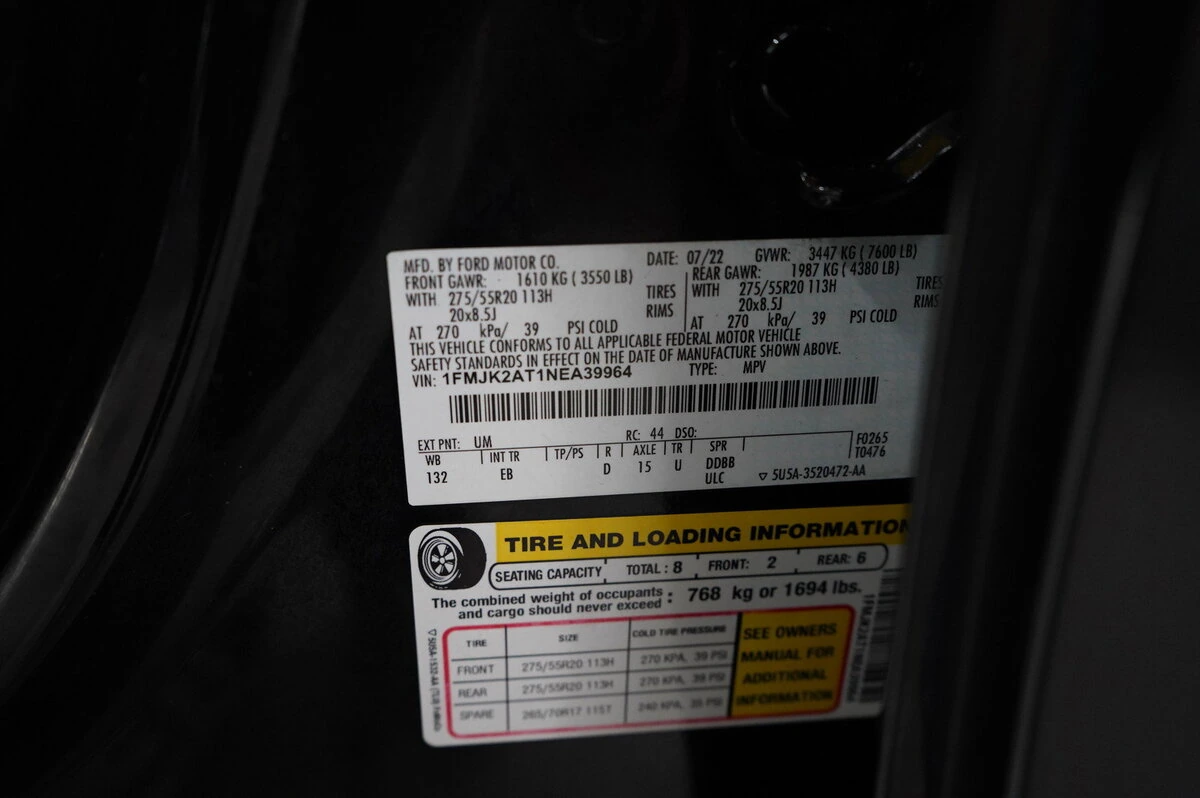 MFD. BY FORD MOTOR CO. DATE: 07/22 GVWR: 3447 KG ( 7600 LB)
FRONT GAWR: 1610 KG ( 3550 LB) REAR GAWR: 1987 KG ( 4380 LB)
WITH 275/55R20 113H TIRES WITH 275/55R20 113H TIRES
20x8.5J RIMS 20x8.5J RIMS
AT 270 kPa/ 39 PSI COLD AT 270 kPa/ 39 PSI COLD
THIS VEHICLE CONFORMS TO ALL APPLICABLE FEDERAL MOTOR VEHICLE
SAFETY STANDARDS IN EFFECT ON THE DATE OF MANUFACTURE SHOWN ABOVE.
VIN: 1FMJK2AT1NEA39964 TYPE: MPV
EXT PNT: UM RC: 44 DSO: F0265
WB INT TR TP/PS R AXLE TR SPR T0476
132 EB D 15 U DDBB
ULC ▽ 5U5A-3520472-AA
TIRE AND LOADING INFORMATION
SEATING CAPACITY TOTAL : 8 FRONT: 2 REAR: 6
The combined weight of occupants
and cargo should never exceed : 768 kg or 1694 lbs.
TIRE SIZE COLD TIRE PRESSURE
FRONT 275/55R20 113H 270 KPA, 39 PSI
REAR 275/55R20 113H 270 KPA, 39 PSI
SPARE 265/70R17 115T 240 KPA, 35 PSI
SEE OWNERS
MANUAL FOR
ADDITIONAL
INFORMATION